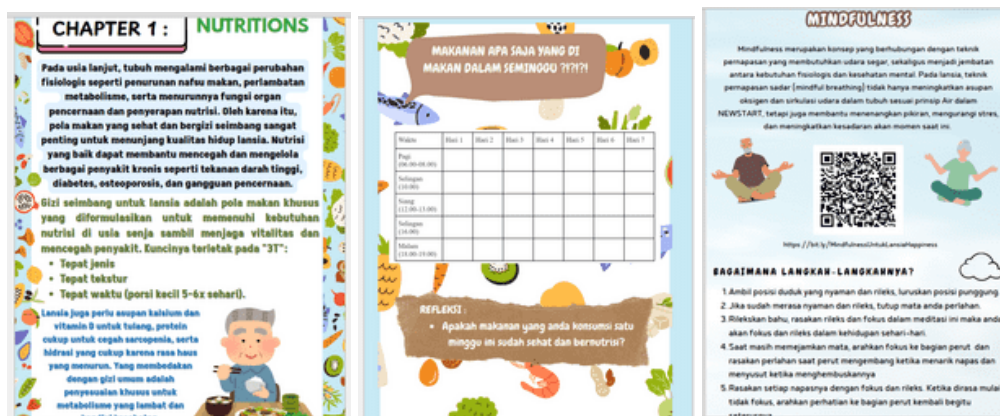 CHAPTER 1 :
NUTRITIONS
Pada usia lanjut, tubuh mengalami berbagai perubahan
fisiologis seperti penurunan nafsu makan, perlambatan
metabolisme, serta menurunnya fungsi organ
pencernaan dan penyerapan nutrisi. Oleh karena itu,
pola makan yang sehat dan bergizi seimbang sangat
penting untuk menunjang kualitas hidup lansia. Nutrisi
yang baik dapat membantu mencegah dan mengelola
berbagai penyakit kronis seperti tekanan darah tinggi,
diabetes, osteoporosis, dan gangguan pencernaan.
Gizi seimbang untuk lansia adalah pola makan khusus
yang diformulasikan untuk memenuhi kebutuhan
nutrisi di usia senja sambil menjaga vitalitas dan
mencegah penyakit. Kuncinya terletak pada "3T":
• Tepat jenis
• Tepat tekstur
• Tepat waktu (porsi kecil 5-6x sehari).
Lansia juga perlu asupan kalsium dan
vitamin D untuk tulang, protein
cukup untuk cegah sarcopenia, serta
hidrasi yang cukup karena rasa haus
yang menurun. Yang membedakan
dengan gizi umum adalah
penyesuaian khusus untuk
metabolisme yang lambat dan
MAKANAN APA SAJA YANG DI
MAKAN DALAM SEMINGGU ?!?!?!
Waktu Hari 1 Hari 2 Hari 3 Hari 4 Hari 5 Hari 6 Hari 7
Pagi
(06.00-08.00)
Selingan
(10.00)
Siang
(12.00-13.00)
Selingan
(16.00)
Malam
(18.00-19.00)
REFLEKSI :
• Apakah makanan yang anda konsumsi satu
minggu ini sudah sehat dan bernutrisi?
MINDFULNESS
Mindfulness merupakan konsep yang berhubungan dengan teknik
pernapasan yang membutuhkan udara segar, sekaligus menjadi jembatan
antara kebutuhan fisiologis dan kesehatan mental. Pada lansia, teknik
pernapasan sadar (mindful breathing) tidak hanya meningkatkan asupan
oksigen dan sirkulasi udara dalam tubuh sesuai prinsip Air dalam
NEWSTART, tetapi juga membantu menenangkan pikiran, mengurangi stres,
dan meningkatkan kesadaran akan momen saat ini.
https://bit.ly/MindfulnessUntukLansiaHappiness
BAGAIMANA LANGKAH-LANGKAHNYA?
1. Ambil posisi duduk yang nyaman dan rileks, luruskan posisi punggung
2. Jika sudah merasa nyaman dan rileks, tutup mata anda perlahan.
3. Rilekskan bahu, rasakan rileks dan fokus dalam meditasi ini maka anda
akan fokus dan rileks dalam kehidupan sehari-hari.
4. Saat masih memejamkan mata, arahkan fokus ke bagian perut dan
rasakan perlahan saat perut mengembang ketika menarik napas dan
menyusut ketika menghembuskannya
5. Rasakan setiap napasnya dengan fokus dan rileks. Ketika dirasa mulai
tidak fokus, arahkan perhatian ke bagian perut kembali begitu